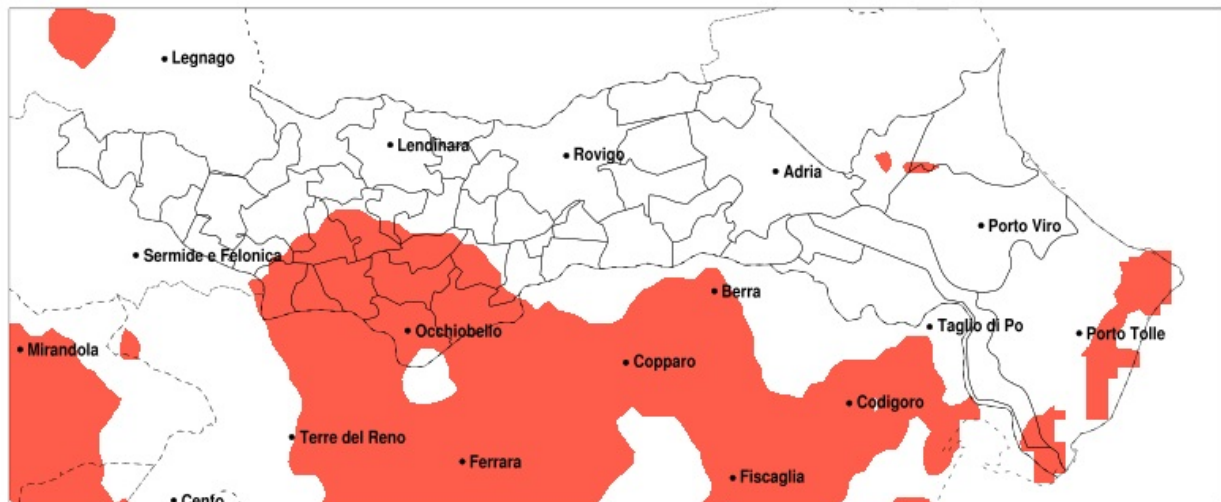 Legnago
Lendinara
Rovigo
Adria
Porto Viro
Sermide e Felonica
Berra
Taglio di Po
Porto Tolle
Occhiobello
Mirandola
Copparo
Codigoro
Terre del Reno
Ferrara
Fiscaglia
Cento